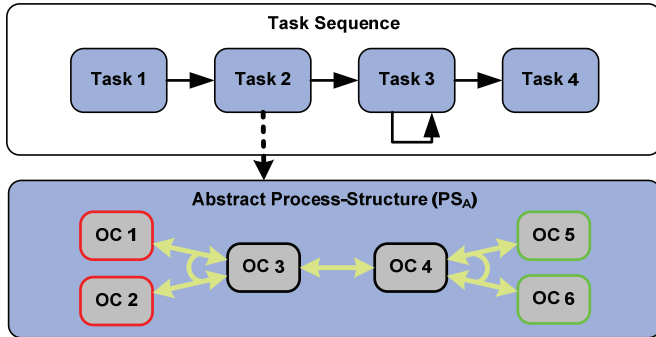 Task Sequence
Task 1
Task 2
Task 3
Task 4
Abstract Process-Structure (PSA)
OC 1
OC 5
OC 3
OC 4
OC 2
OC 6